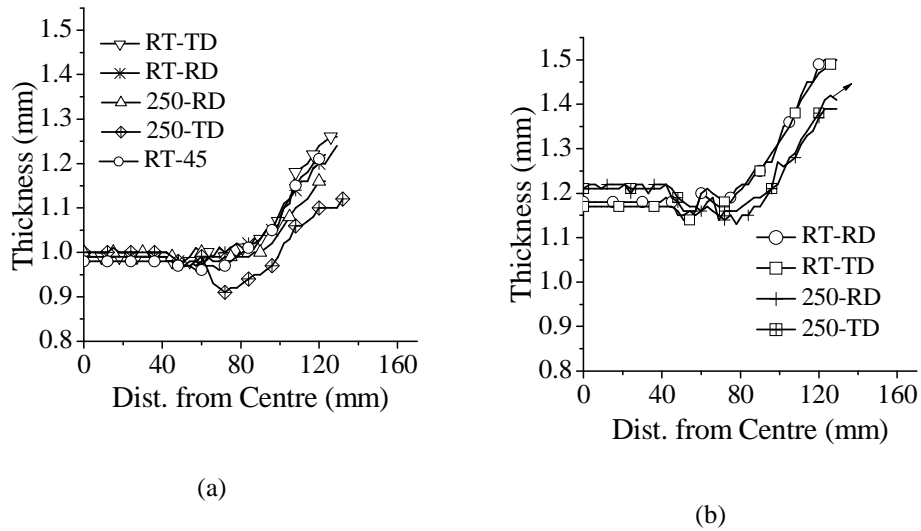 1.5
1.4
1.3
1.2
1.1
1.0
0.9
0.8
Thickness (mm)
RT-TD
RT-RD
250-RD
250-TD
RT-45
0 40 80 120 160
Dist. from Centre (mm)
(a)
1.5
1.4
1.3
1.2
1.1
1.0
0.9
0.8
Thickness (mm)
RT-RD
RT-TD
250-RD
250-TD
0 40 80 120 160
Dist. from Centre (mm)
(b)